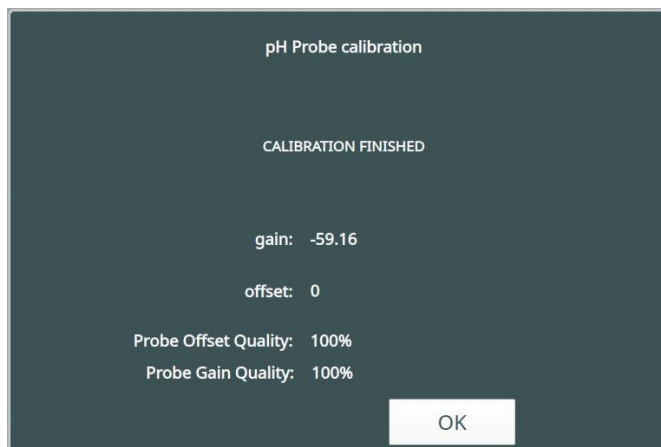 pH Probe calibration
CALIBRATION FINISHED
gain: -59.16
offset: 0
Probe Offset Quality: 100%
Probe Gain Quality: 100%
OK